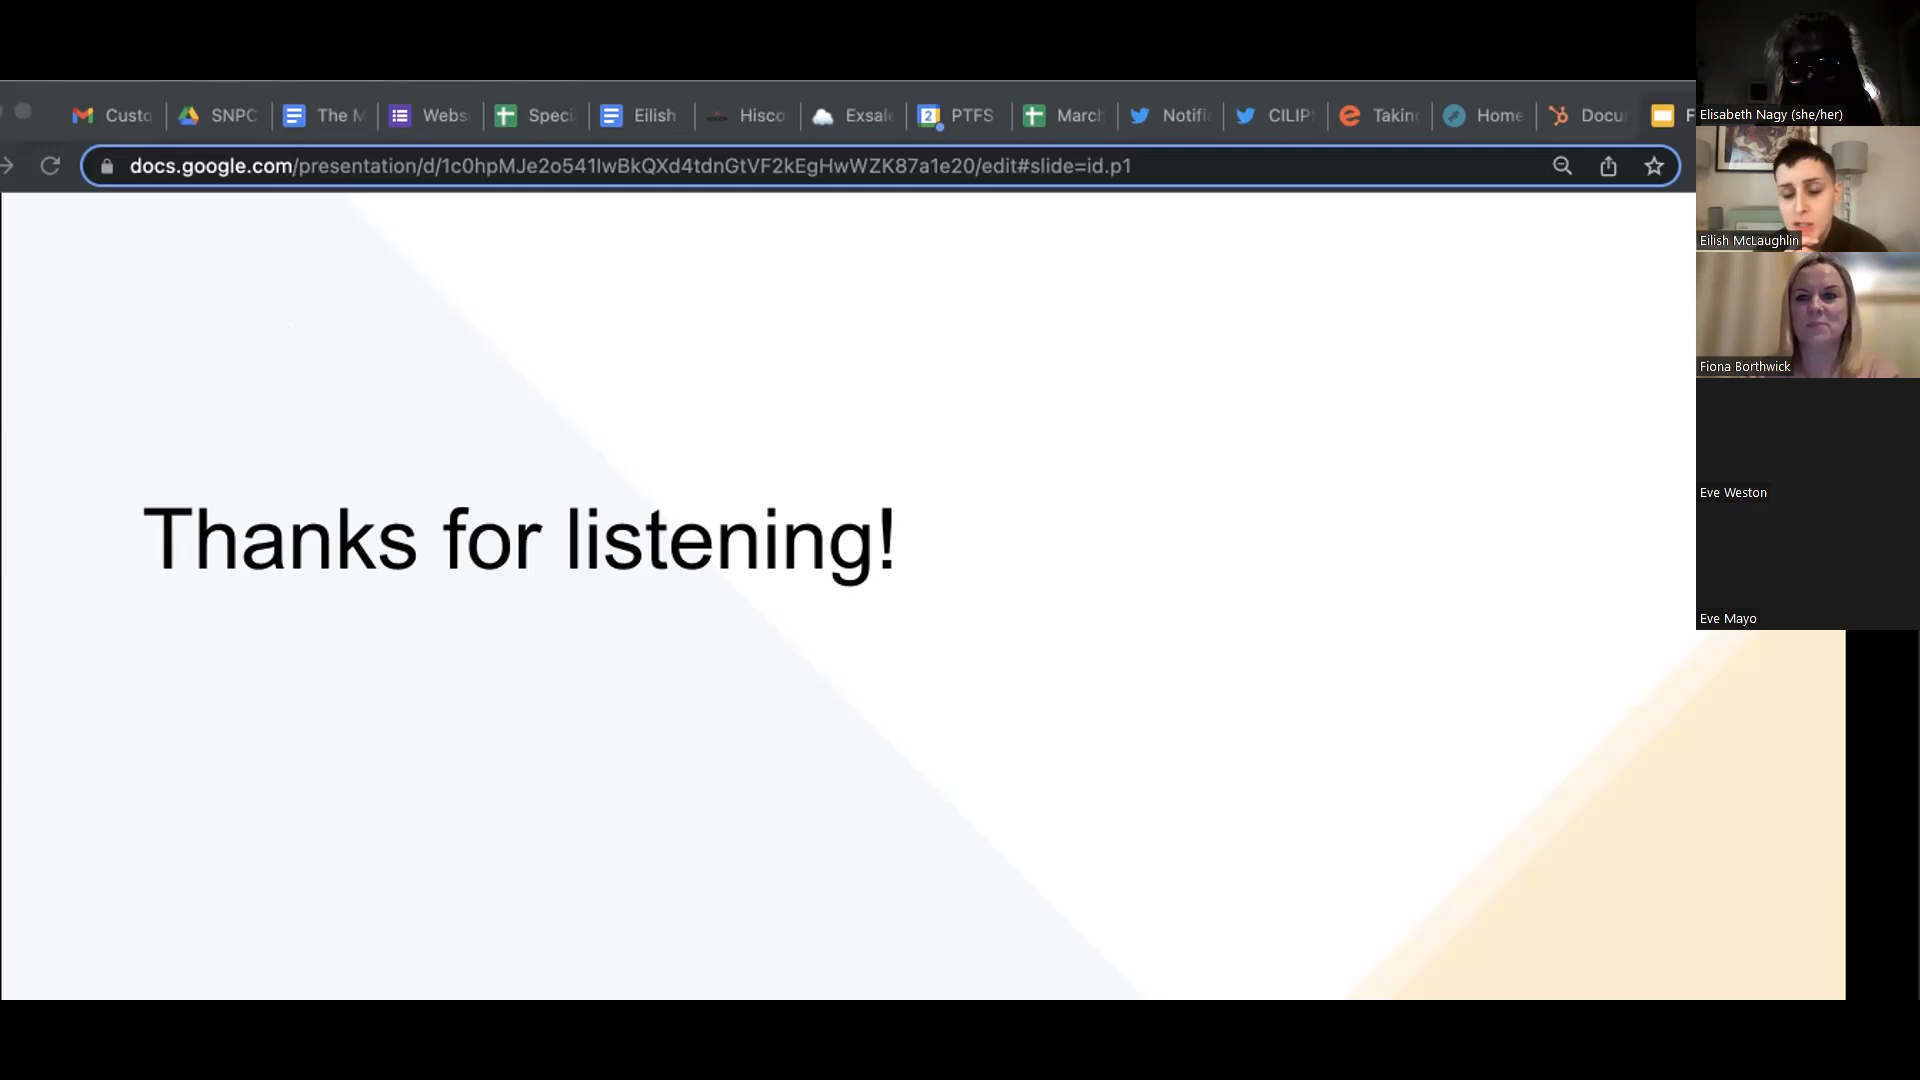 Custo SNPC The M Webs Speci Eilish Hisco Exsale 2 PTFS March Notifi CILIP Taking Home Docu F
docs.google.com/presentation/d/1c0hpMJe2o541lwBkQXd4tdnGtVF2kEgHwWZK87a1e20/edit#slide=id.p1
Thanks for listening!
Elisabeth Nagy (she/her)
Eilish McLaughlin
Fiona Borthwick
Eve Weston
Eve Mayo